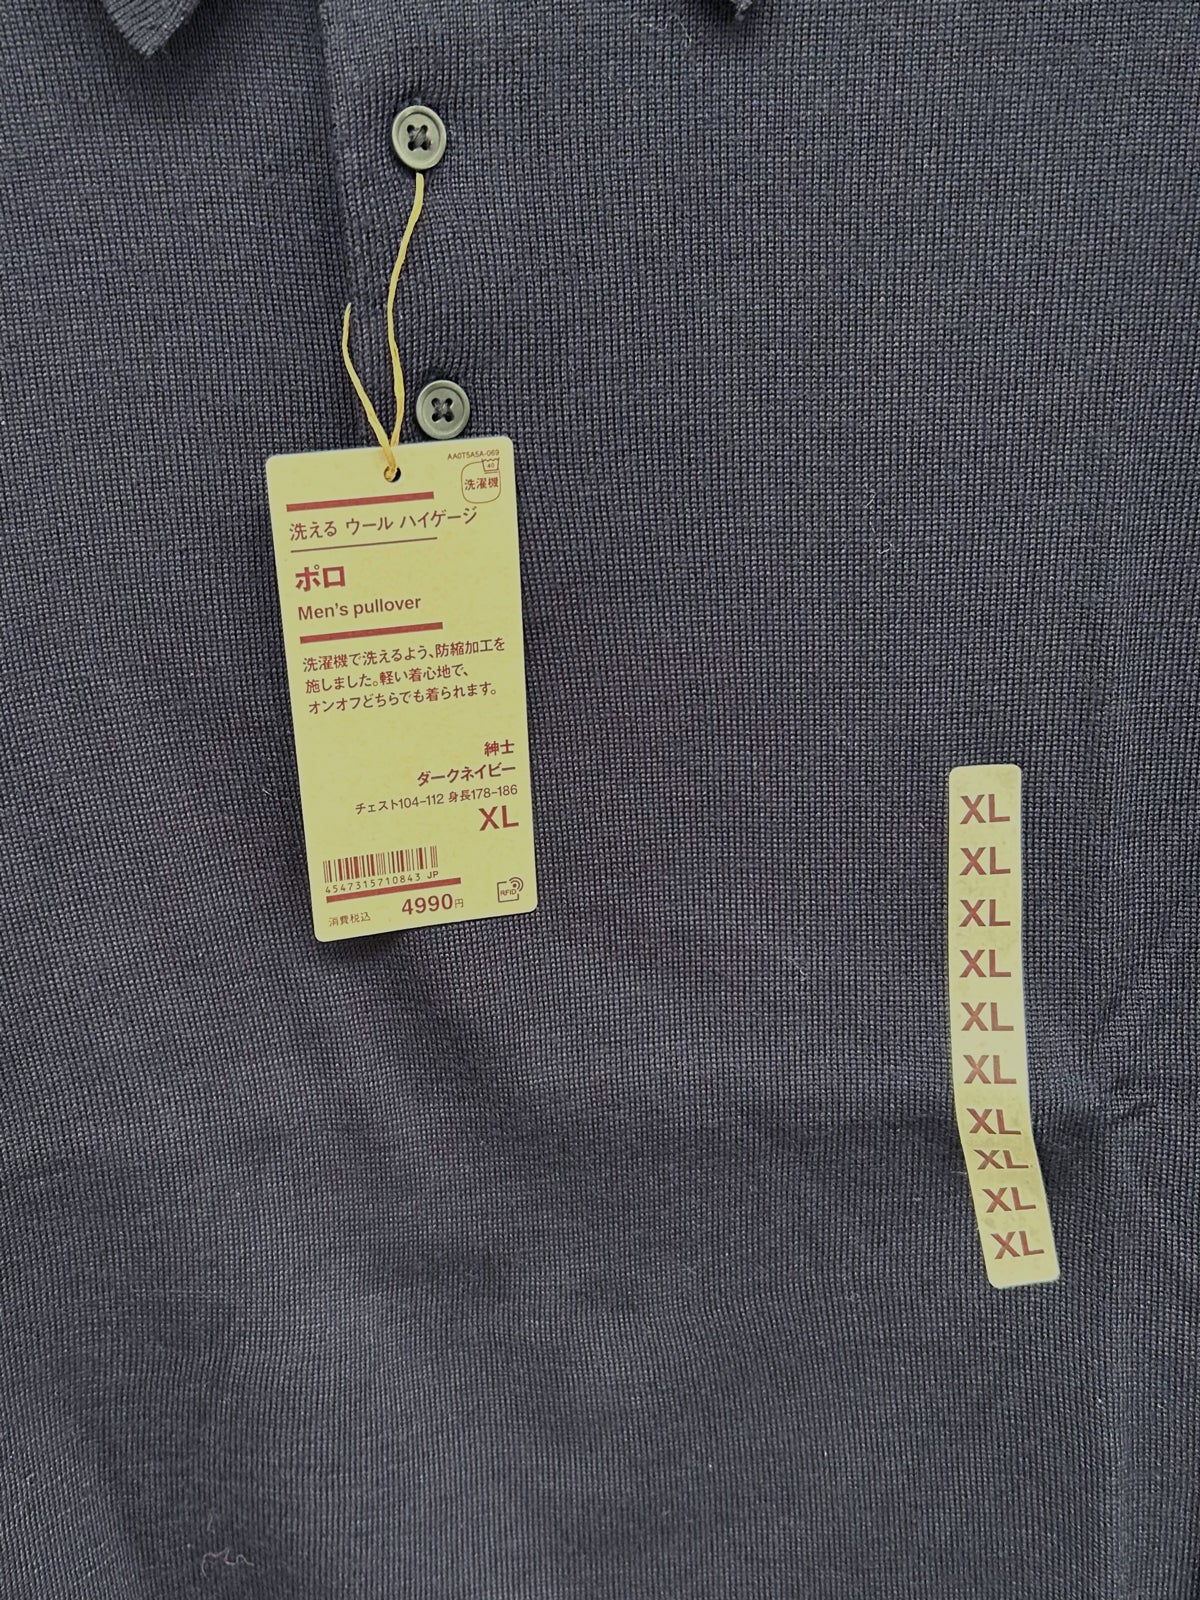 AA0T5A5A-069
40
洗濯機
洗える ウール ハイゲージ
ポロ
Men's pullover
洗濯機で洗えるよう、防縮加工を
施しました。軽い着心地で、
オンオフどちらでも着られます。
紳士
ダークネイビー
チェスト104-112 身長178-186
XL
4547315710843 JP
消費税込 4990円
RFID
XL
XL
XL
XL
XL
XL
XL
XL
XL
XL